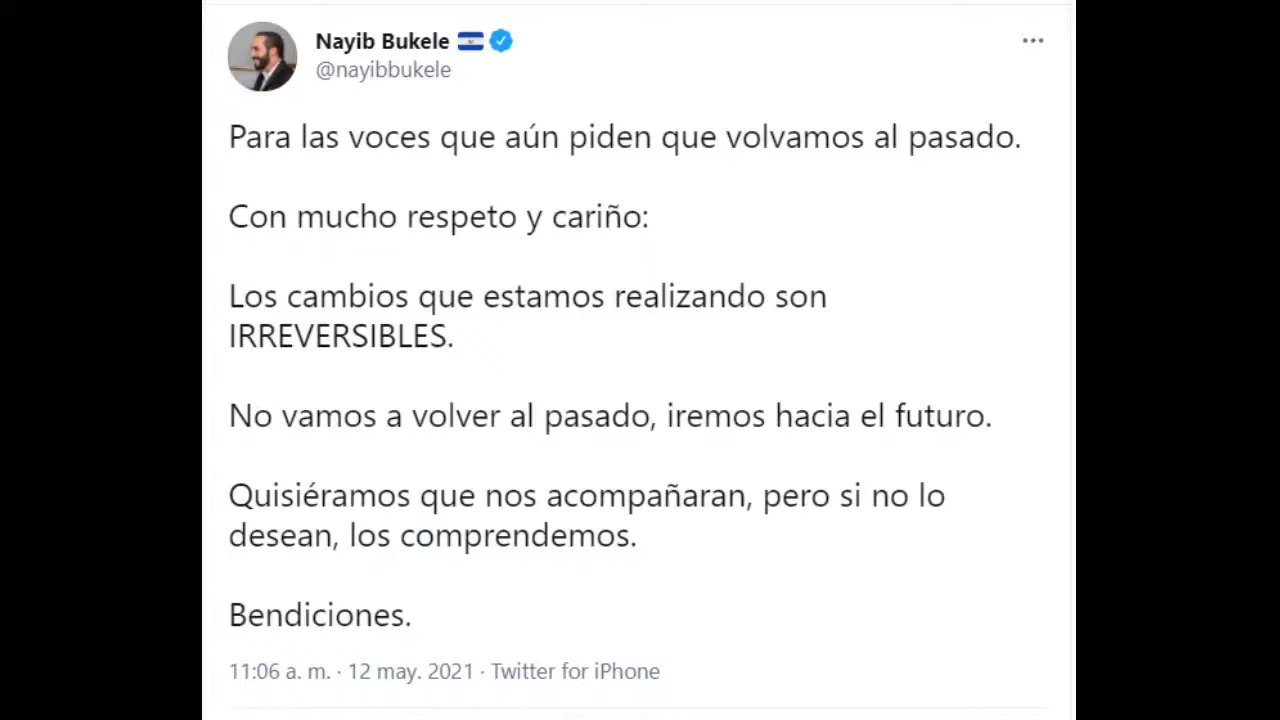 Nayib Bukele
@nayibbukele
Para las voces que aún piden que volvamos al pasado.
Con mucho respeto y cariño:
Los cambios que estamos realizando son
IRREVERSIBLES.
No vamos a volver al pasado, iremos hacia el futuro.
Quisiéramos que nos acompañaran, pero si no lo
desean, los comprendemos.
Bendiciones.
11:06 a. m. · 12 may. 2021 · Twitter for iPhone